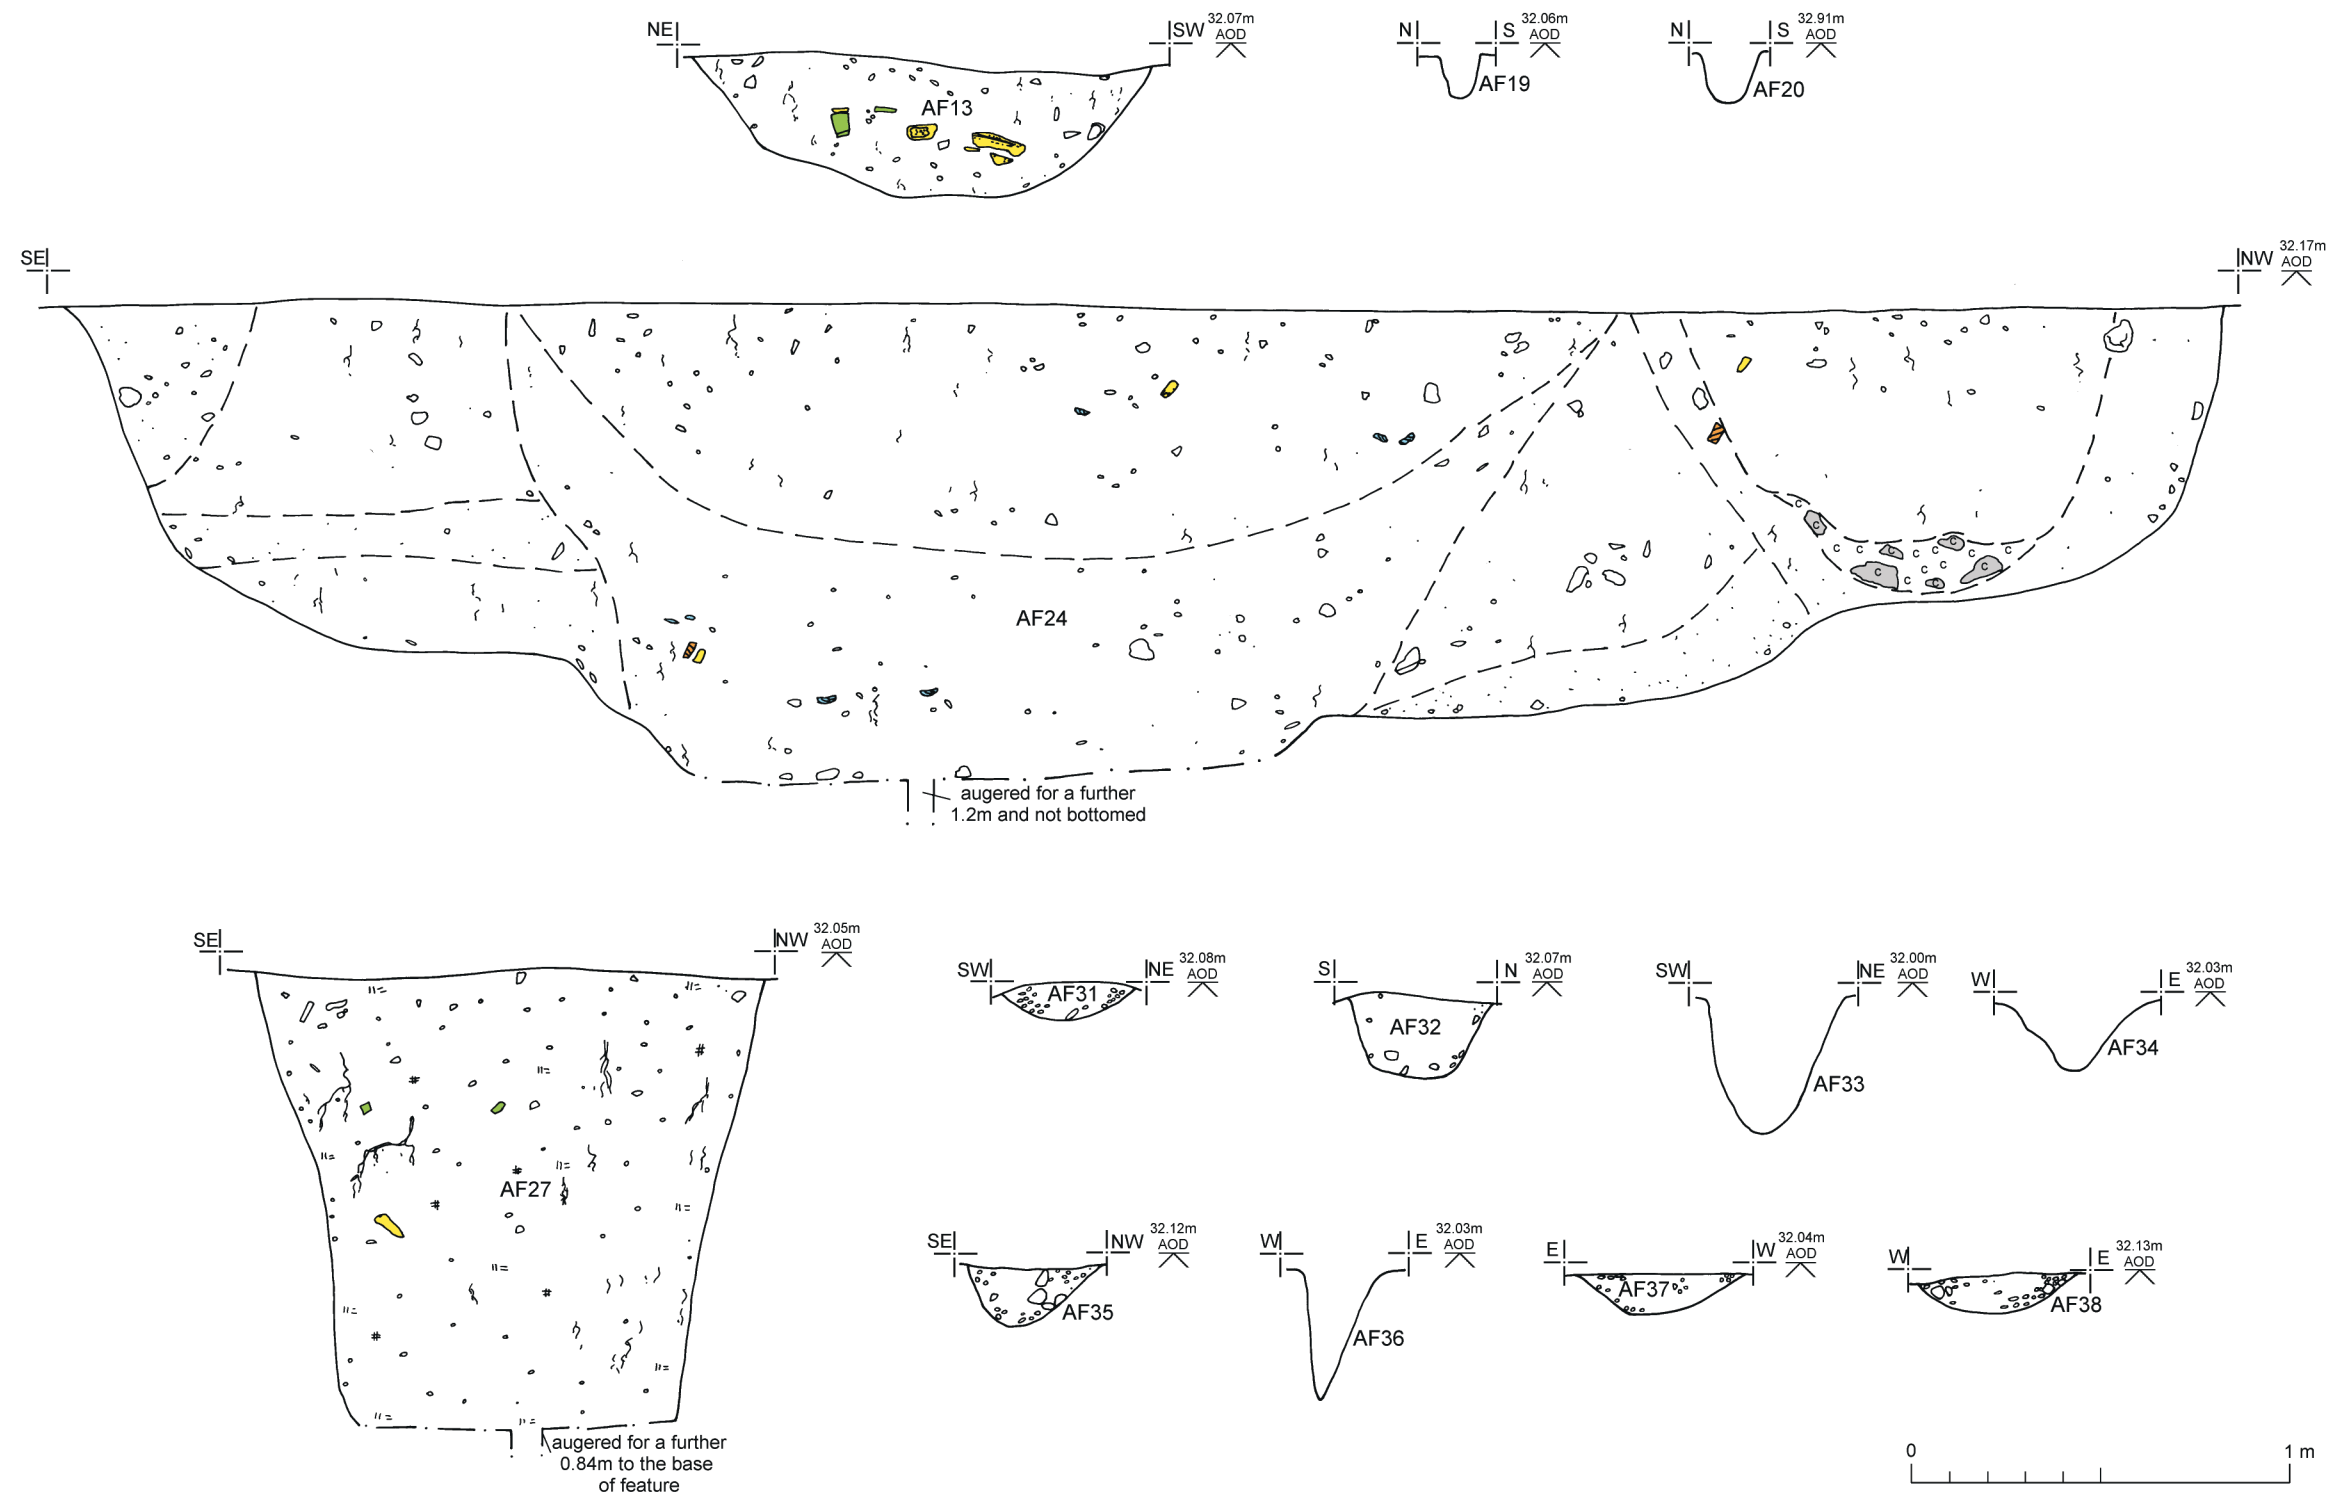 NE SW 32.07m
AOD
AF13
N S 32.06m
AOD
AF19
N S 32.91m
AOD
AF20
SE NW 32.17m
AOD
C
C C C C C C C C
C C C C C
C C C
AF24
augered for a further
1.2m and not bottomed
SE NW 32.05m
AOD
AF27
augered for a further
0.84m to the base
of feature
SW NE 32.08m
AOD
AF31
S N 32.07m
AOD
AF32
SW NE 32.00m
AOD
AF33
W E 32.03m
AOD
AF34
SE NW 32.12m
AOD
AF35
W E 32.03m
AOD
AF36
E W 32.04m
AOD
AF37
W E 32.13m
AOD
AF38
0 1 m